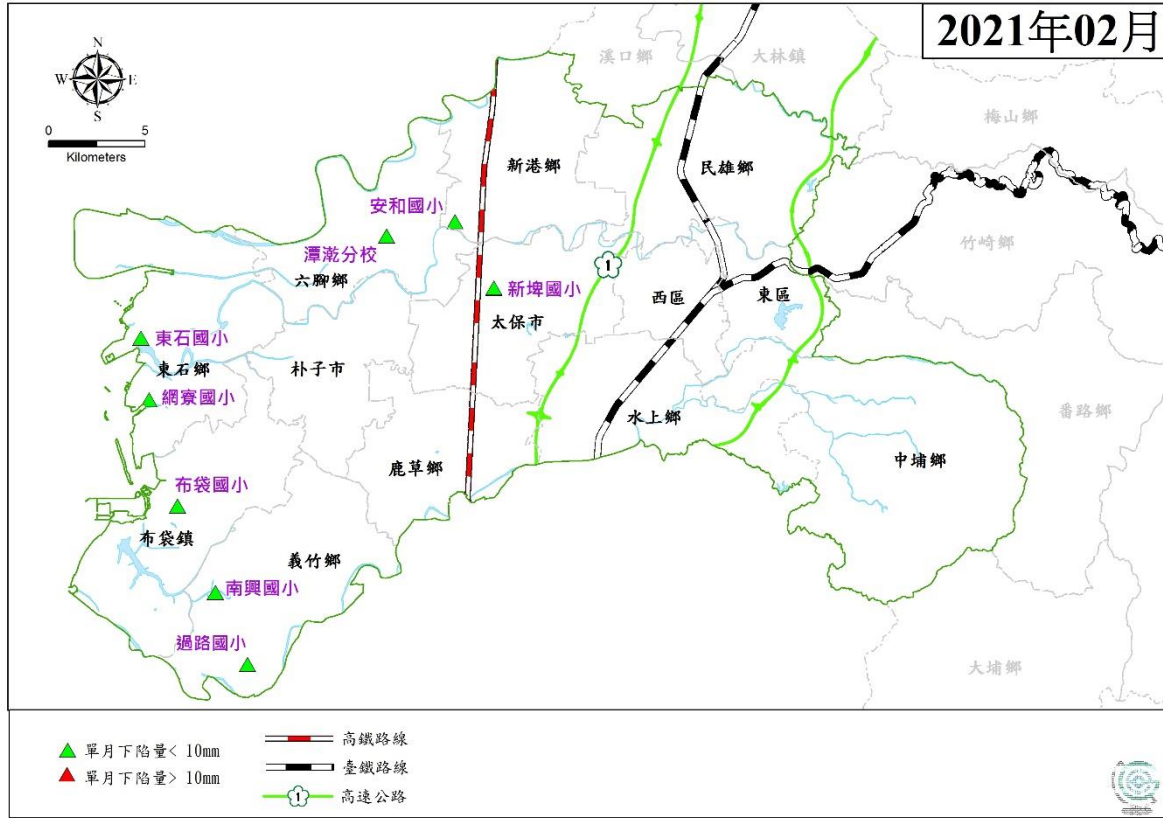 2021年02月
N
W
E
S
0
5
Kilometers
溪口鄉
大林鎮
梅山鄉
新港鄉
民雄鄉
安和國小
潭墘分校
竹崎鄉
六腳鄉
1
新埤國小
西區
東區
太保市
東石國小
東石鄉
朴子市
網寮國小
水上鄉
番路鄉
中埔鄉
鹿草鄉
布袋國小
布袋鎮
義竹鄉
南興國小
過路國小
大埔鄉
單月下陷量< 10mm
高鐵路線
單月下陷量> 10mm
臺鐵路線
1
高速公路